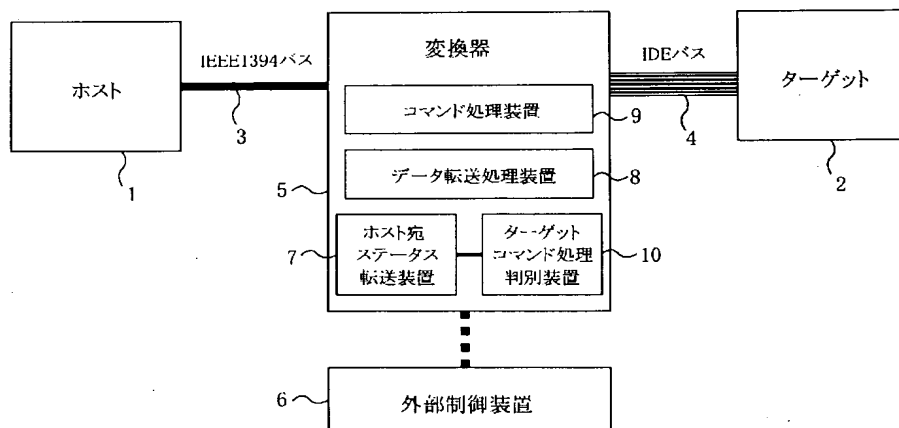 ホスト
1
IEEE1394バス
3
変換器
コマンド処理装置
9
データ転送処理装置
8
5
ホスト宛
ステータス
転送装置
7
ターゲット
コマンド処理
判別装置
10
IDEバス
4
ターゲット
2
外部制御装置
6